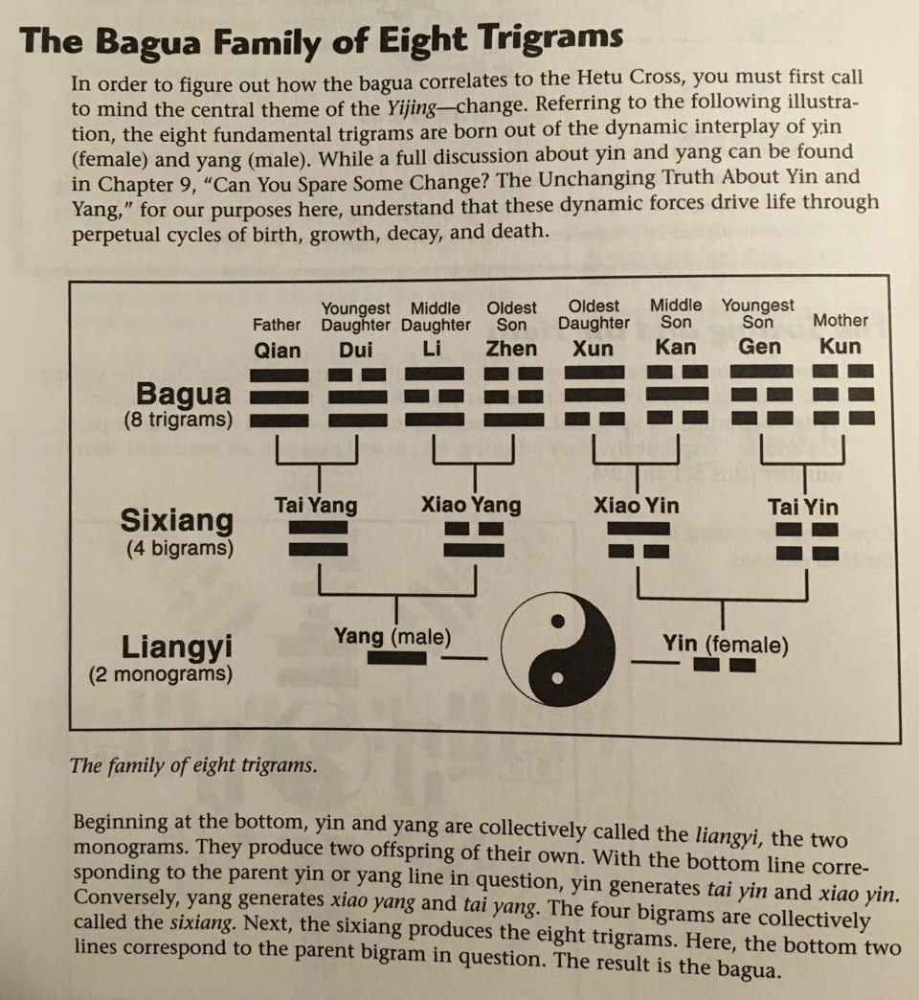 The Bagua Family of Eight Trigrams
In order to figure out how the bagua correlates to the Hetu Cross, you must first call
to mind the central theme of the Yijing—change. Referring to the following illustra-
tion, the eight fundamental trigrams are born out of the dynamic interplay of yin
(female) and yang (male). While a full discussion about yin and yang can be found
in Chapter 9, “Can You Spare Some Change? The Unchanging Truth About Yin and
Yang,” for our purposes here, understand that these dynamic forces drive life through
perpetual cycles of birth, growth, decay, and death.
Father Youngest Daughter Middle Daughter Oldest Son Oldest Daughter Middle Son Youngest Son Mother
Qian Dui Li Zhen Xun Kan Gen Kun
Bagua
(8 trigrams)
Tai Yang Xiao Yang Xiao Yin Tai Yin
Sixiang
(4 bigrams)
Yang (male) Yin (female)
Liangyi
(2 monograms)
The family of eight trigrams.
Beginning at the bottom, yin and yang are collectively called the liangyi, the two
monograms. They produce two offspring of their own. With the bottom line corre-
sponding to the parent yin or yang line in question, yin generates tai yin and xiao yin.
Conversely, yang generates xiao yang and tai yang. The four bigrams are collectively
called the sixiang. Next, the sixiang produces the eight trigrams. Here, the bottom two
lines correspond to the parent bigram in question. The result is the bagua.